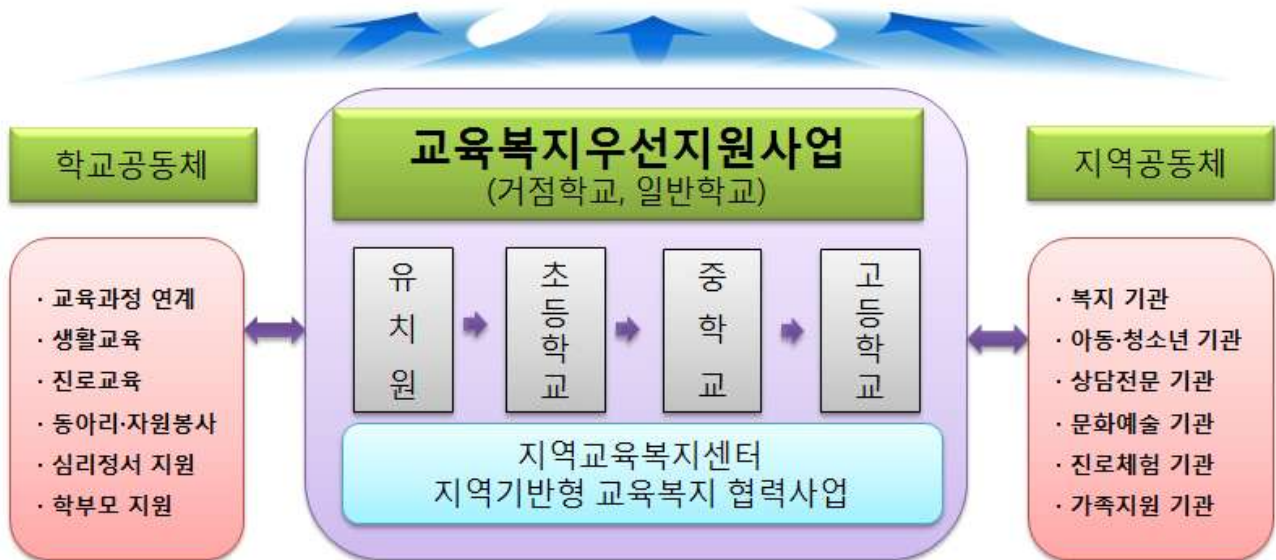 학교공동체
· 교육과정 연계
· 생활교육
· 진로교육
· 동아리·자원봉사
· 심리정서 지원
· 학부모 지원
교육복지우선지원사업
(거점학교, 일반학교)
유치원
초등학교
중학교
고등학교
지역교육복지센터
지역기반형 교육복지 협력사업
지역공동체
· 복지 기관
· 아동·청소년 기관
· 상담전문 기관
· 문화예술 기관
· 진로체험 기관
· 가족지원 기관